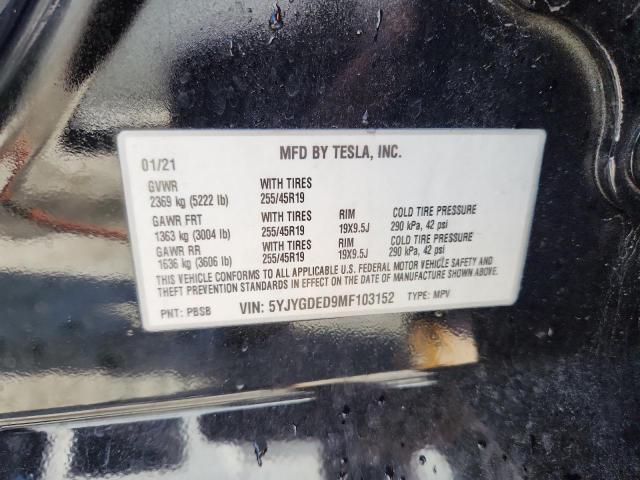 MFD BY TESLA, INC.
01/21
GVWR WITH TIRES
2369 kg (5222 lb) 255/45R19
GAWR FRT WITH TIRES RIM COLD TIRE PRESSURE
1363 kg (3004 lb) 255/45R19 19X9.5J 290 kPa, 42 psi
GAWR RR WITH TIRES RIM COLD TIRE PRESSURE
1636 kg (3606 lb) 255/45R19 19X9.5J 290 kPa, 42 psi
THIS VEHICLE CONFORMS TO ALL APPLICABLE U.S. FEDERAL MOTOR VEHICLE SAFETY AND
THEFT PREVENTION STANDARDS IN EFFECT ON THE DATE OF MANUFACTURE SHOWN ABOVE.
PNT: PBSB VIN: 5YJYGDED9MF103152 TYPE: MPV